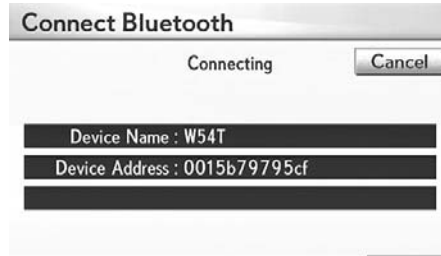 Connect Bluetooth
Connecting
Cancel
Device Name : W54T
Device Address : 0015b79795cf